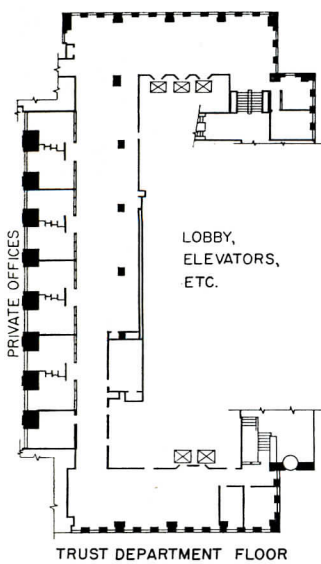 PRIVATE OFFICES
LOBBY,
ELEVATORS,
ETC.
TRUST DEPARTMENT FLOOR